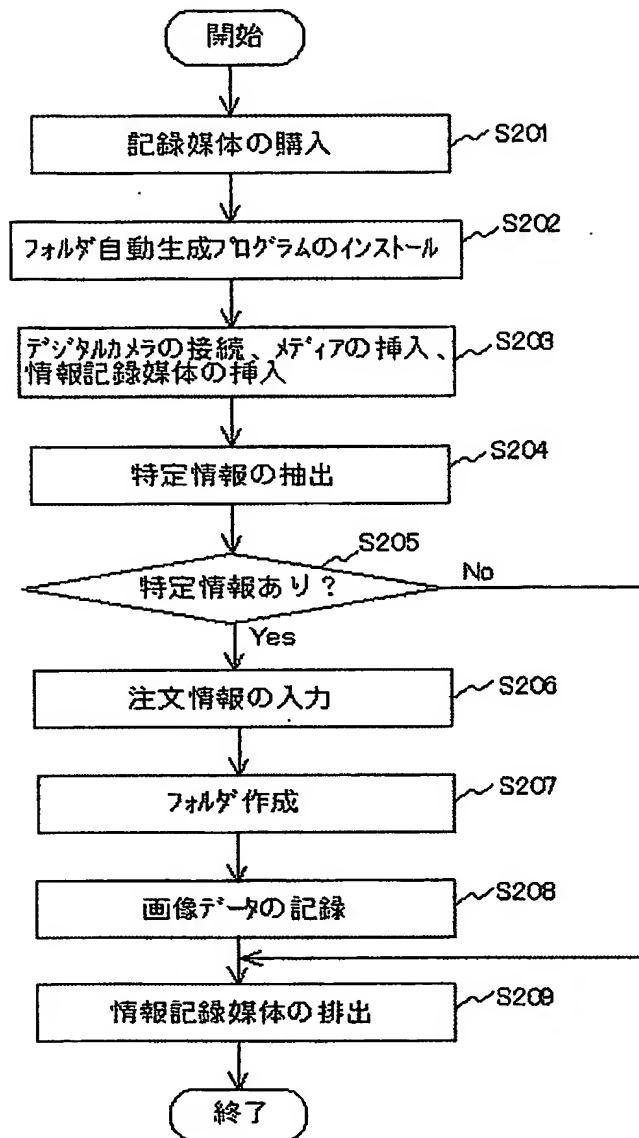 開始
記録媒体の購入
S201
フォルダ自動生成プログラムのインストール
S202
デジタルカメラの接続、メディアの挿入、
情報記録媒体の挿入
S203
特定情報の抽出
S204
特定情報あり?
S205
No
Yes
注文情報の入力
S206
フォルダ作成
S207
画像データの記録
S208
情報記録媒体の排出
S209
終了